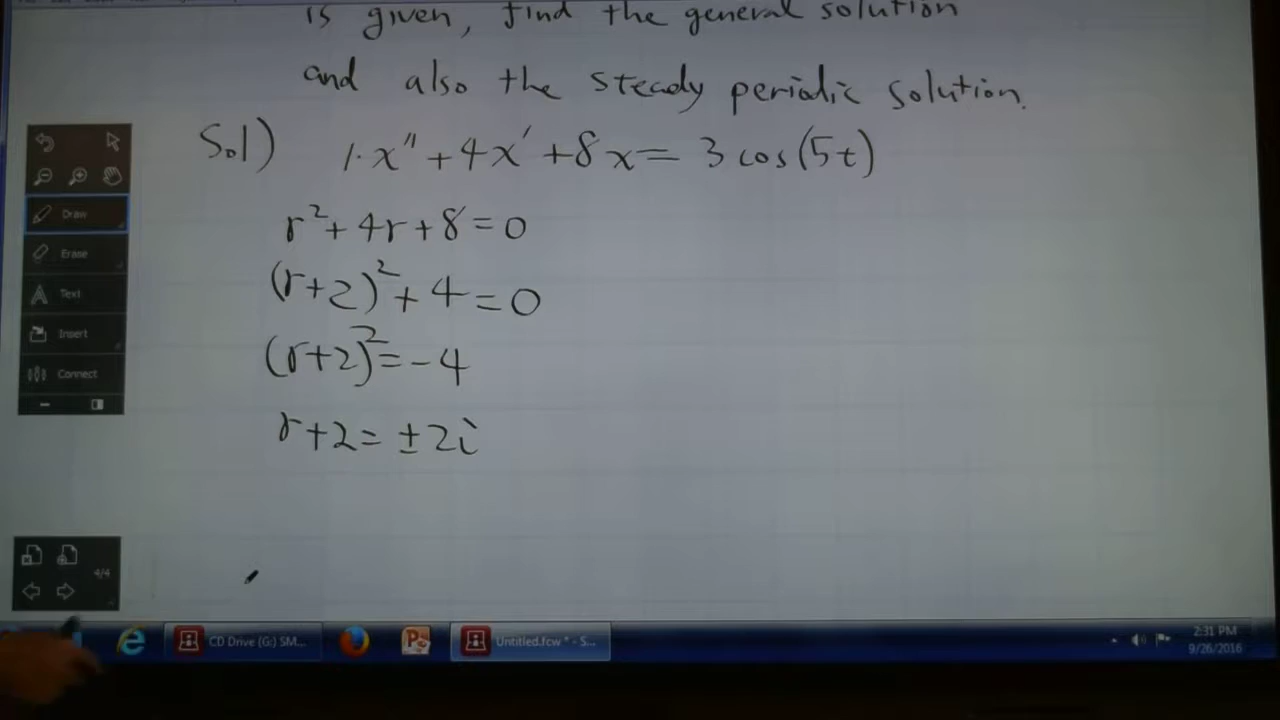 is given, find the general solution
and also the steady periodic solution.
Sol) 1·x″ + 4x′ + 8x = 3 cos(5t)
r² + 4r + 8 = 0
(r+2)² + 4 = 0
(r+2)² = -4
r+2 = ±2i
Draw
Erase
Text
Insert
Connect
4/4
CD Drive (G:) SM...
Untitled.fcw * - S...
2:31 PM
9/26/2016